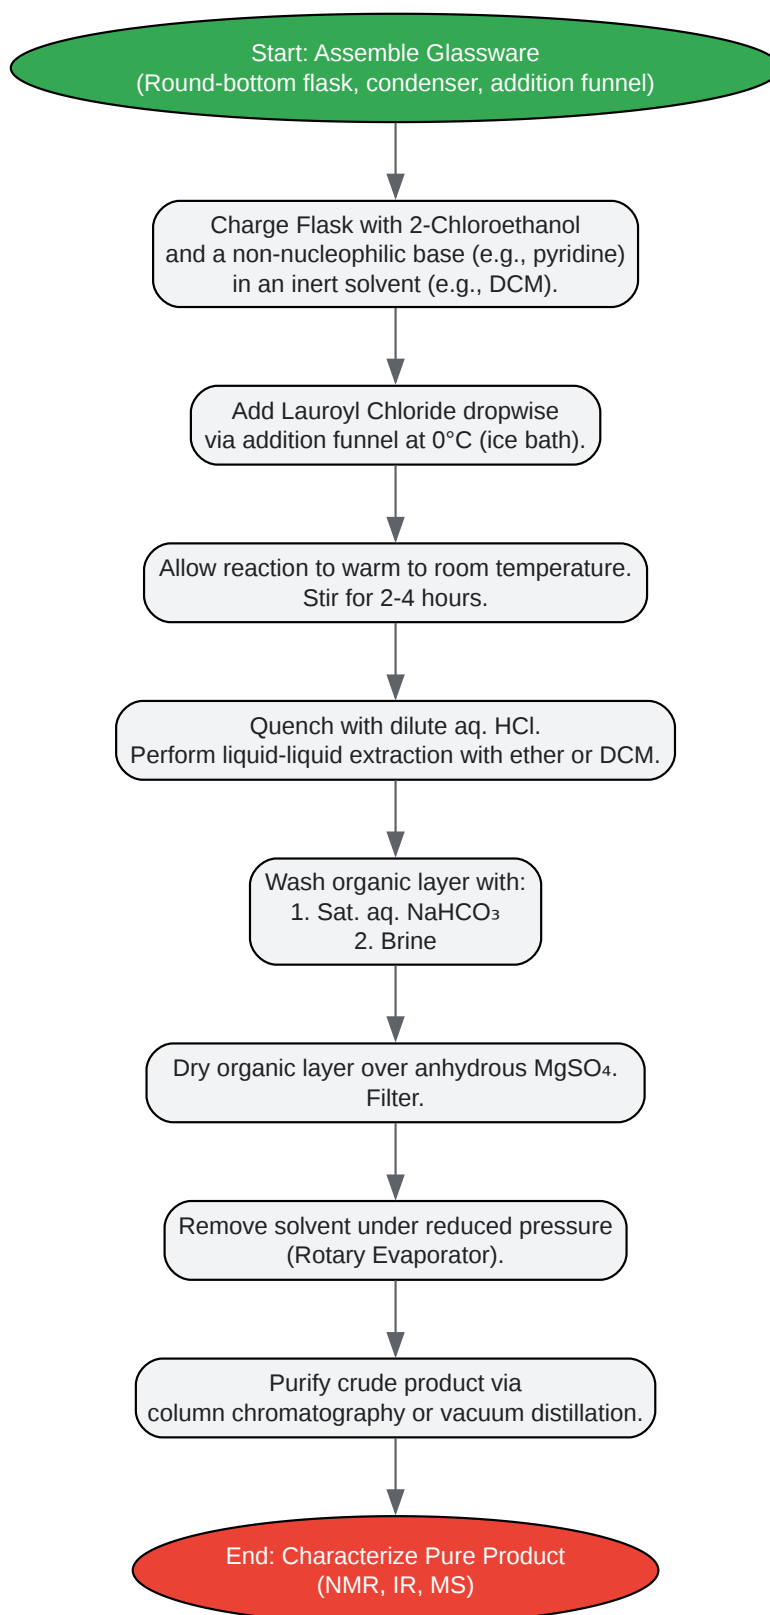 Start: Assemble Glassware
(Round-bottom flask, condenser, addition funnel)
Charge Flask with 2-Chloroethanol
and a non-nucleophilic base (e.g., pyridine)
in an inert solvent (e.g., DCM).
Add Lauroyl Chloride dropwise
via addition funnel at 0°C (ice bath).
Allow reaction to warm to room temperature.
Stir for 2-4 hours.
Quench with dilute aq. HCl.
Perform liquid-liquid extraction with ether or DCM.
Wash organic layer with:
1. Sat. aq. NaHCO₃
2. Brine
Dry organic layer over anhydrous MgSO₄.
Filter.
Remove solvent under reduced pressure
(Rotary Evaporator).
Purify crude product via
column chromatography or vacuum distillation.
End: Characterize Pure Product
(NMR, IR, MS)